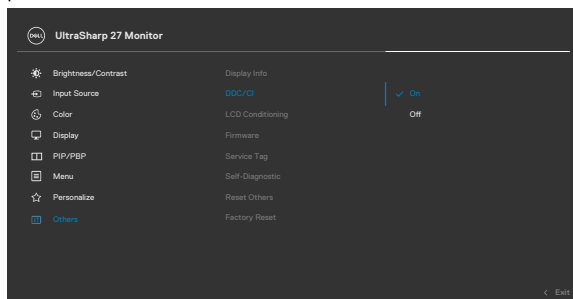 DELL UltraSharp 27 Monitor
Brightness/Contrast Display Info
Input Source DDC/CI On
Color LCD Conditioning Off
Display Firmware
PIP/PBP Service Tag
Menu Self-Diagnostic
Personalize Reset Others
Others Factory Reset
< Exit